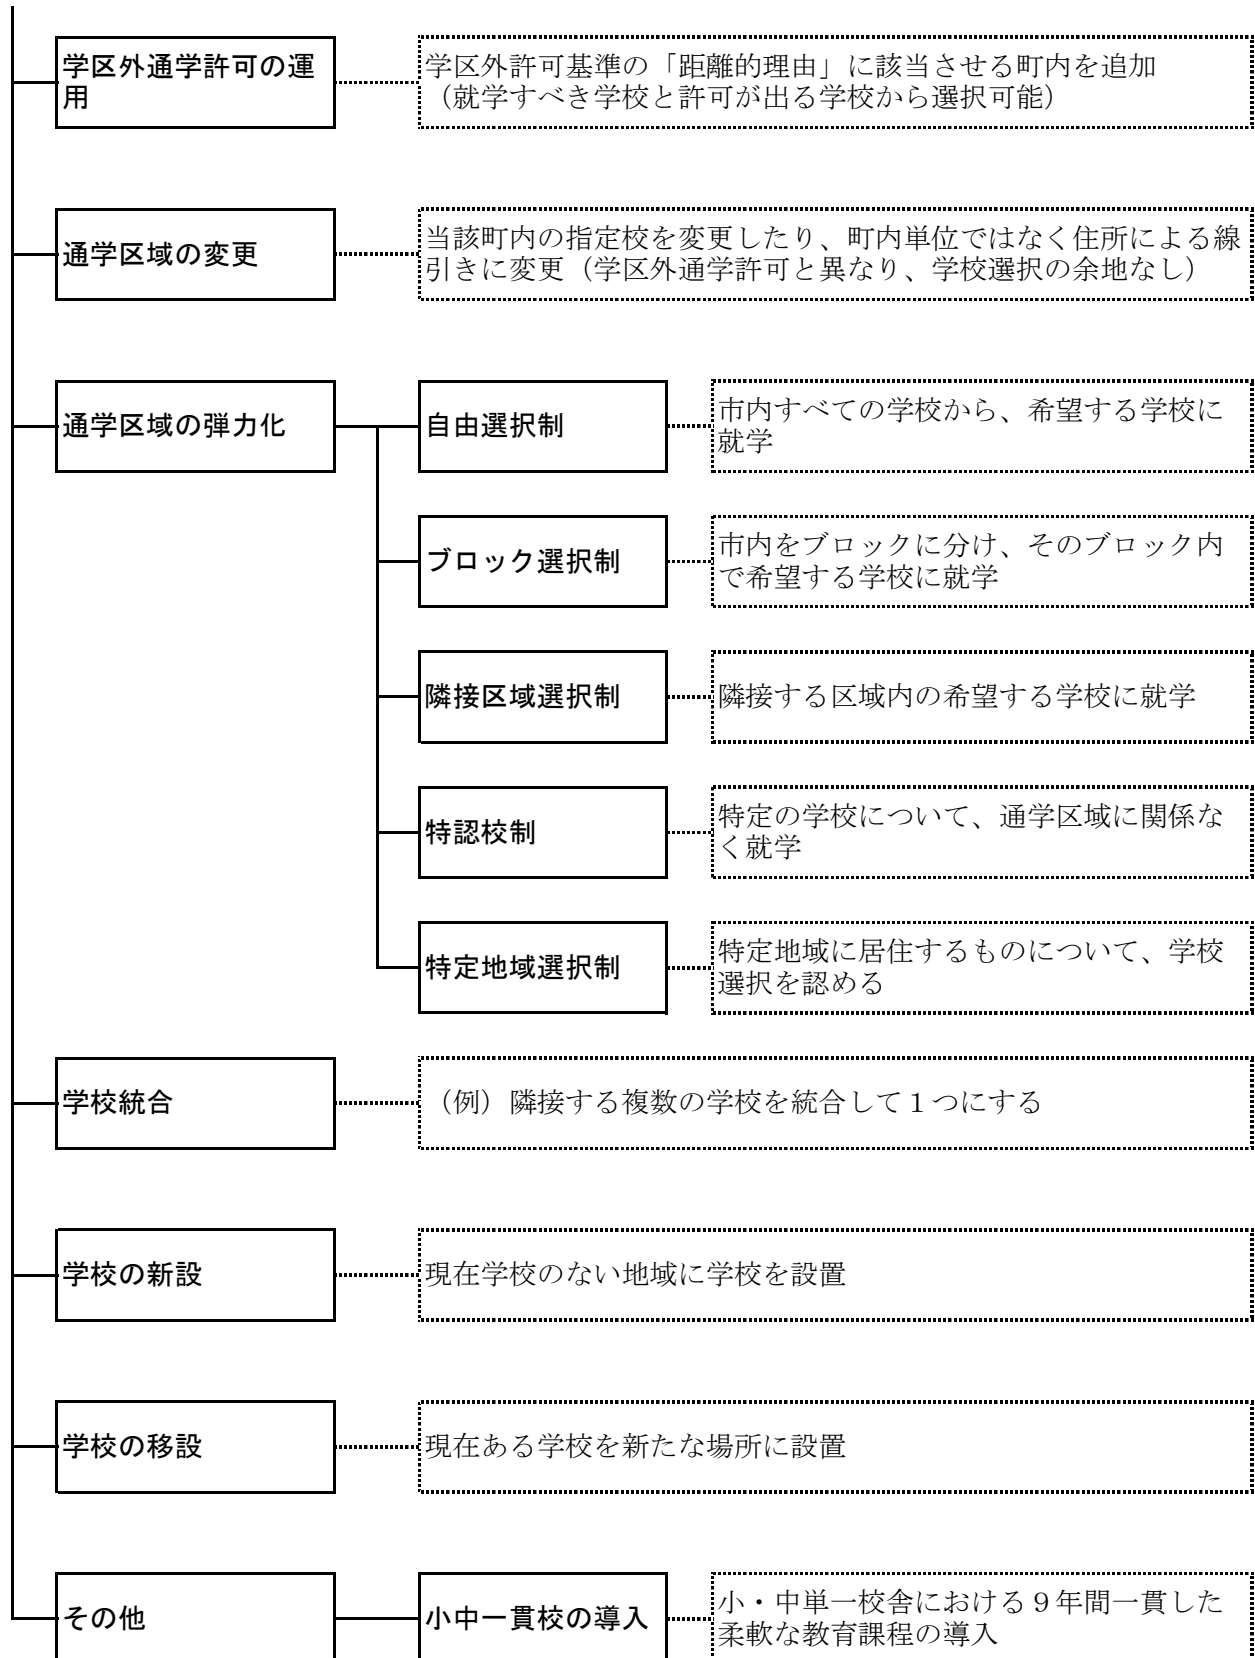 学区外通学許可の運
用
学区外許可基準の「距離的理由」に該当させる町内を追加
（就学すべき学校と許可が出る学校から選択可能）
通学区域の変更
当該町内の指定校を変更したり、町内単位ではなく住所による線
引きに変更（学区外通学許可と異なり、学校選択の余地なし）
通学区域の弾力化
自由選択制
市内すべての学校から、希望する学校に
就学
ブロック選択制
市内をブロックに分け、そのブロック内
で希望する学校に就学
隣接区域選択制
隣接する区域内の希望する学校に就学
特認校制
特定の学校について、通学区域に関係な
く就学
特定地域選択制
特定地域に居住するものについて、学校
選択を認める
学校統合
（例）隣接する複数の学校を統合して１つにする
学校の新設
現在学校のない地域に学校を設置
学校の移設
現在ある学校を新たな場所に設置
その他
小中一貫校の導入
小・中単一校舎における９年間一貫した
柔軟な教育課程の導入